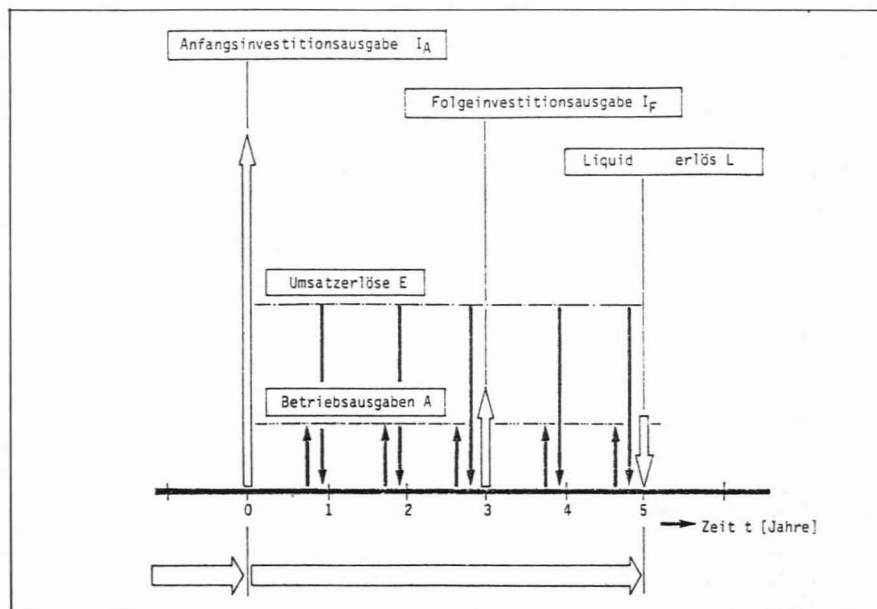 Anfangsinvestitionsausgabe I_A
Folgeinvestitionsausgabe I_F
Liquid erlös L
Umsatzerlöse E
Betriebsausgaben A
0 1 2 3 4 5
Zeit t [Jahre]